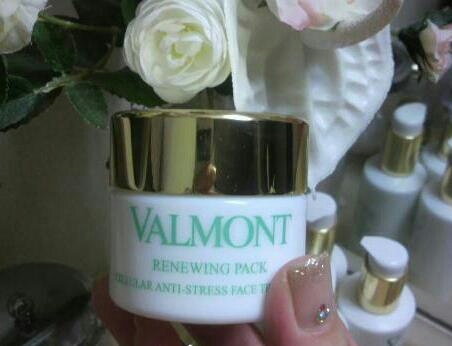 VALMONT
RENEWING PACK
CELLULAR ANTI-STRESS FACE